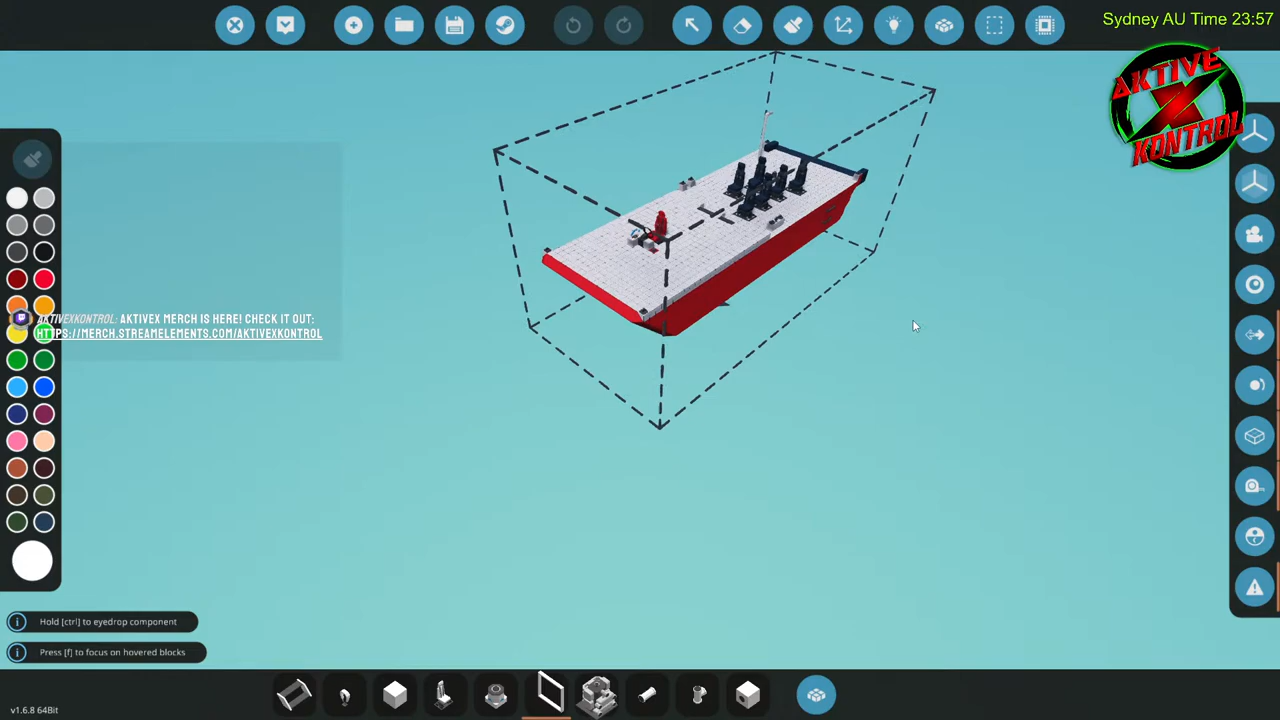 Sydney AU Time 23:57
AKTIVE
X
KONTROL
AKTIVEXKONTROL: AKTIVEX MERCH IS HERE! CHECK IT OUT:
HTTPS://MERCH.STREAMELEMENTS.COM/AKTIVEXKONTROL
Hold [ctrl] to eyedrop component
Press [f] to focus on hovered blocks
v1.6.8 64Bit